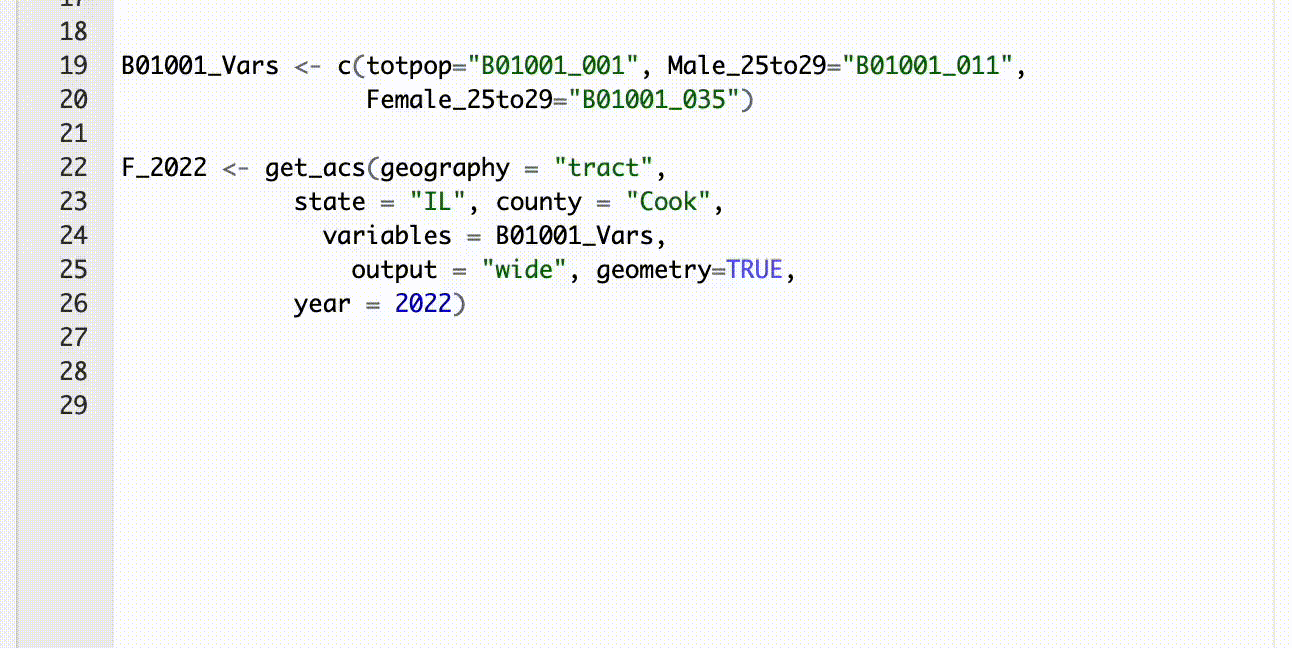 18
19 B01001_Vars <- c(totpop="B01001_001", Male_25to29="B01001_011",
20 Female_25to29="B01001_035")
21
22 F_2022 <- get_acs(geography = "tract",
23 state = "IL", county = "Cook",
24 variables = B01001_Vars,
25 output = "wide", geometry=TRUE,
26 year = 2022)
27
28
29